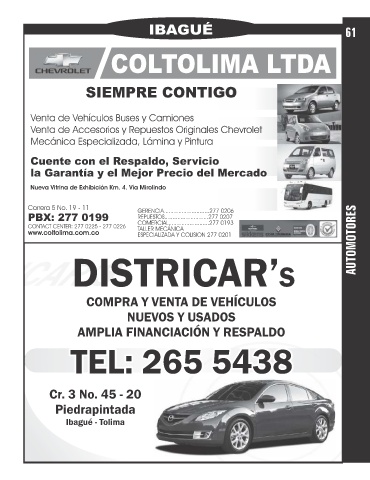 IBAGUÉ
61
CHEVROLET
COLTOLIMA LTDA
SIEMPRE CONTIGO
Venta de Vehículos Buses y Camiones
Venta de Accesorios y Repuestos Originales Chevrolet
Mecánica Especializada, Lámina y Pintura
Cuente con el Respaldo, Servicio
la Garantía y el Mejor Precio del Mercado
Nueva Vitrina de Exhibición Km. 4. Vía Mirolindo
Carrera 5 No. 19 - 11
PBX: 277 0199
CONTACT CENTER: 277 0225 - 277 0226
www.coltolima.com.co
GERENCIA..........................277 0206
REPUESTOS.......................277 0207
COMERCIAL.......................277 0193
TALLER MECÁNICA
ESPECIALIZADA Y COLISION 277 0201
AUTOMOTORES
DISTRICAR's
COMPRA Y VENTA DE VEHÍCULOS
NUEVOS Y USADOS
AMPLIA FINANCIACIÓN Y RESPALDO
TEL: 265 5438
Cr. 3 No. 45 - 20
Piedrapintada
Ibagué - Tolima